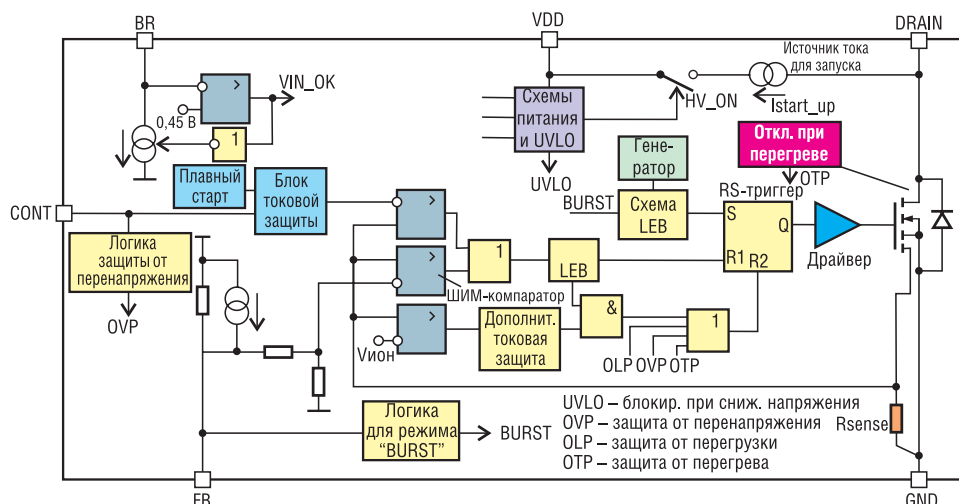 BR
VDD
DRAIN
Источник тока
для запуска
VIN_OK
0,45 В
1
Схемы
питания
и UVLO
HV_ON
Istart_up
UVLO
Гене-
ратор
Откл. при
перегреве
OTP
Плавный
старт
Блок
токовой
защиты
CONT
BURST
Схема
LEB
RS-триггер
S
Q
R1
R2
Драйвер
Логика
защиты от
перенапряжения
OVP
1
LEB
ШИМ-компаратор
&
1
Vион
Дополнит.
токовая
защита
OLP
OVP
OTP
Логика
для режима
“BURST”
BURST
UVLO – блокир. при сниж. напряжения
OVP – защита от перенапряжения
OLP – защита от перегрузки
OTP – защита от перегрева
Rsense
FB
GND